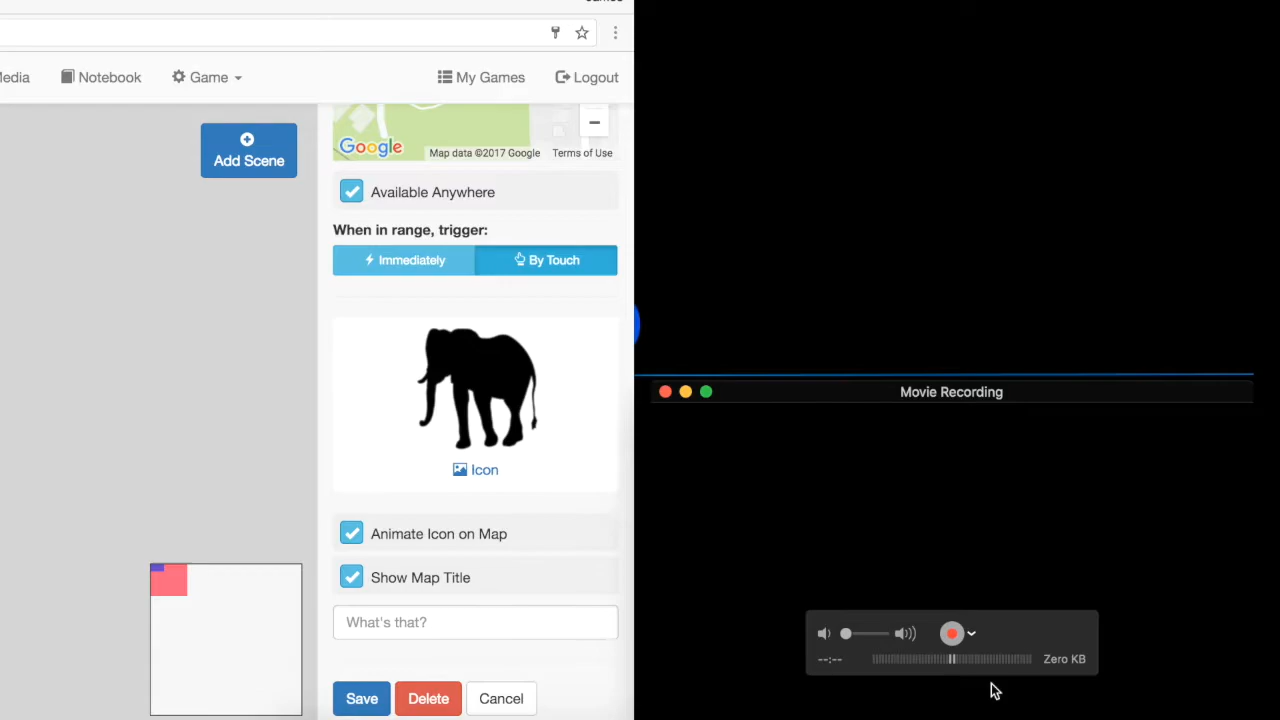 Media
Notebook
Game
My Games
Logout
Add Scene
Google
Map data ©2017 Google
Terms of Use
Available Anywhere
When in range, trigger:
Immediately
By Touch
Icon
Animate Icon on Map
Show Map Title
What's that?
Save
Delete
Cancel
Movie Recording
--:--
Zero KB